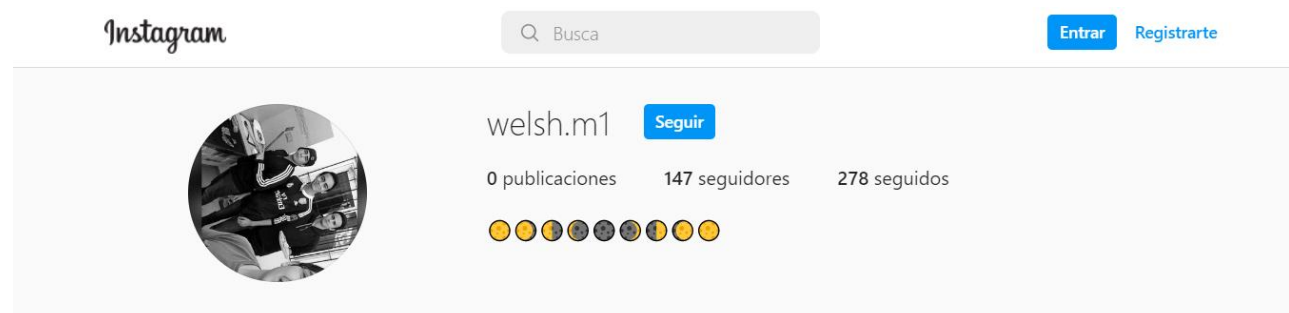 Instagram
Busca
Entrar
Registrarte
welsh.m1
Seguir
0 publicaciones 147 seguidores 278 seguidos
🌕🌖🌗🌘🌑🌒🌓🌔🌕